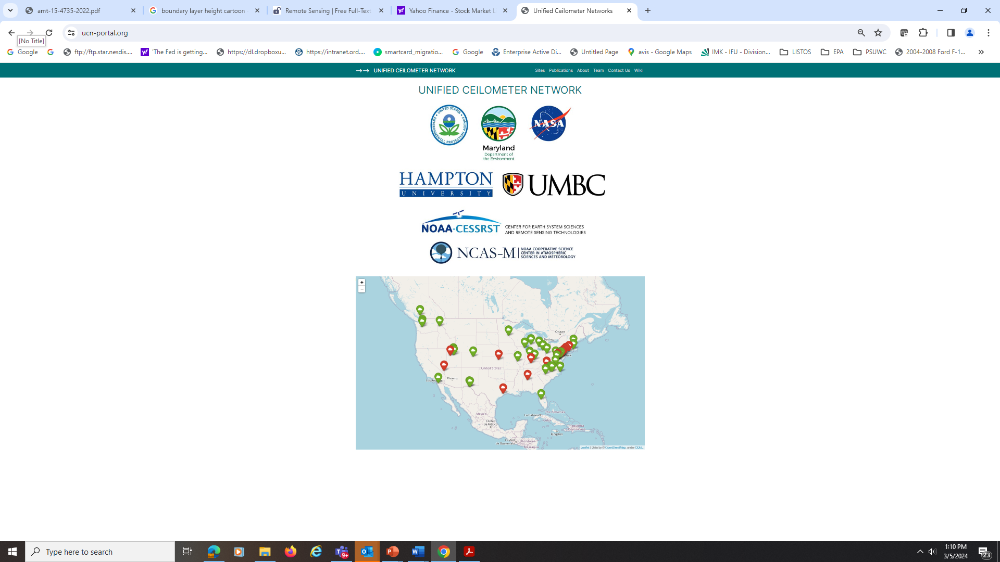 amt-15-4735-2022.pdf
boundary layer height cartoon -
Remote Sensing | Free Full-Text
Yahoo Finance - Stock Market L
Unified Ceilometer Networks
ucn-portal.org
[No Title]
Google
ftp://ftp.star.nesdis....
'The Fed is getting...
https://dl.dropboxu...
https://intranet.ord....
smartcard_migratio...
Google
Enterprise Active Di...
Untitled Page
avis - Google Maps
IMK - IFU - Division...
LISTOS
EPA
PSUWC
2004-2008 Ford F-1...
UNIFIED CEILOMETER NETWORK
Sites Publications About Team Contact Us Wiki
UNIFIED CEILOMETER NETWORK
UNITED STATES
ENVIRONMENTAL PROTECTION AGENCY
Maryland
Department of
the Environment
NASA
HAMPTON
UNIVERSITY
UMBC
NOAA-CESSRST
CENTER FOR EARTH SYSTEM SCIENCES
AND REMOTE SENSING TECHNOLOGIES
NCAS-M
NOAA COOPERATIVE SCIENCE
CENTER IN ATMOSPHERIC
SCIENCES AND METEOROLOGY
+
−
Ottawa
Toronto
United States
Phoenix
México
Ciudad
de México
La Habana
The Bahamas
Cuba
República
Dominicana
Kingston
Ciudad
de Guatemala
Honduras
Nicaragua
Leaflet | Data by © OpenStreetMap, under ODbL.
Type here to search
9+
1:10 PM
3/5/2024
23